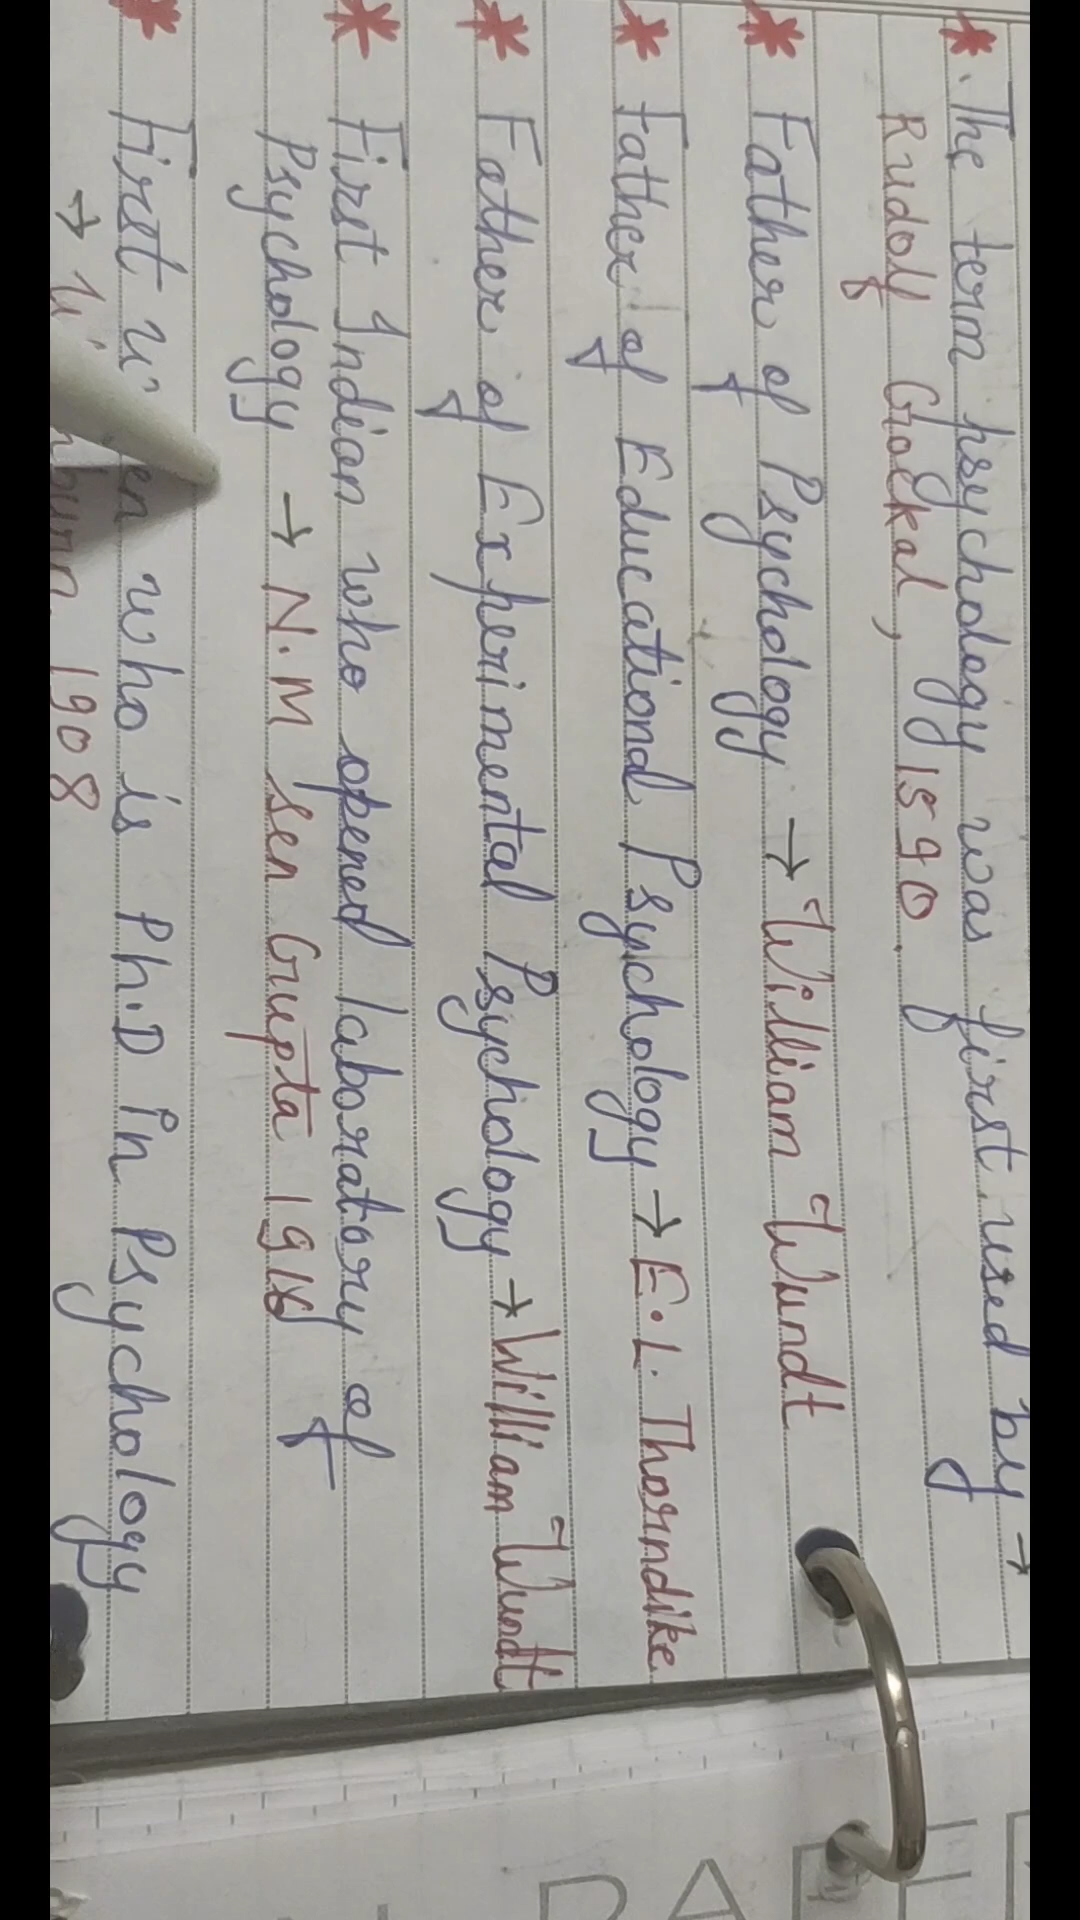 * The term psychology was first used by →
Rudolf Goekal, 1590.
* Father of Psychology → William Wundt
* Father of Educational Psychology → E.L. Thorndike
* Father of Experimental Psychology → William Wundt
* First Indian who opened laboratory of
Psychology → N.M sen Gupta 1916
* First who is Ph.D in Psychology
→ 1908